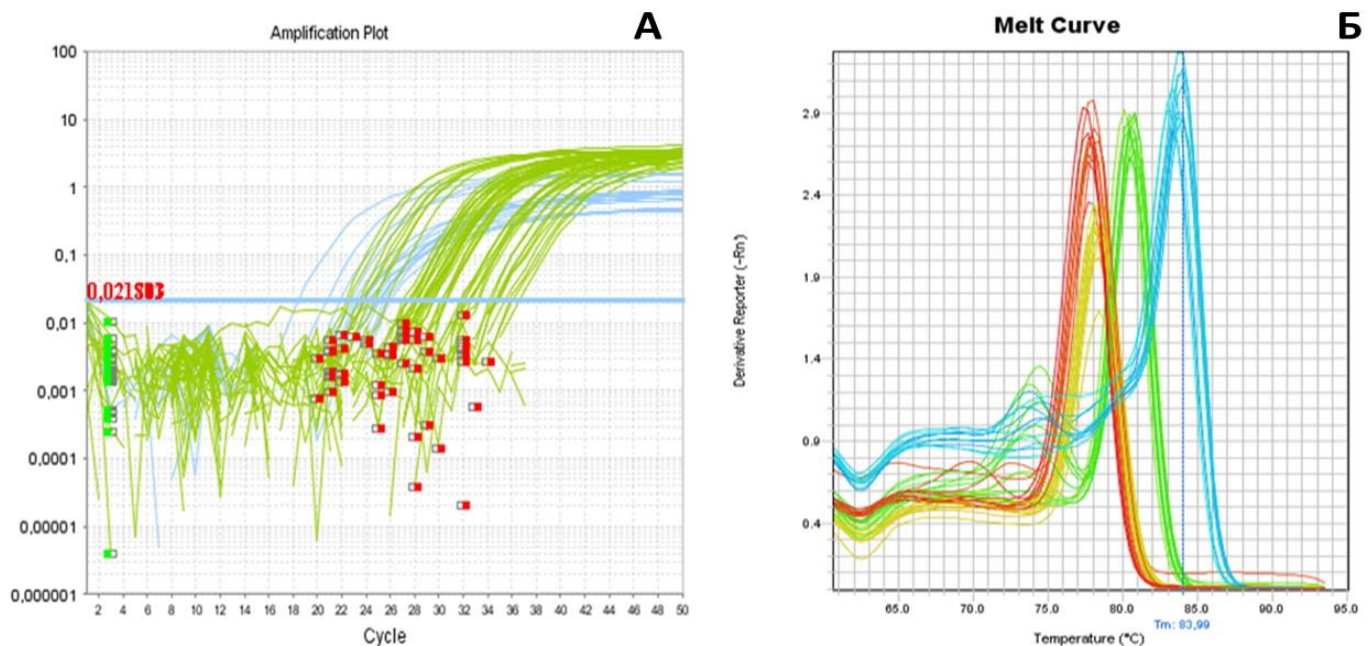 Amplification Plot
А
100
10
1
0,1
0,01
0,001
0,0001
0,00001
0,000001
2 4 6 8 10 12 14 16 18 20 22 24 26 28 30 32 34 36 38 40 42 44 46 48 50
Cycle
Melt Curve
Б
Derivative Reporter (-Rn)
2.9
2.4
1.9
1.4
0.9
0.4
65.0 70.0 75.0 80.0 85.0 90.0 95.0
Tm: 83,99
Temperature (°C)